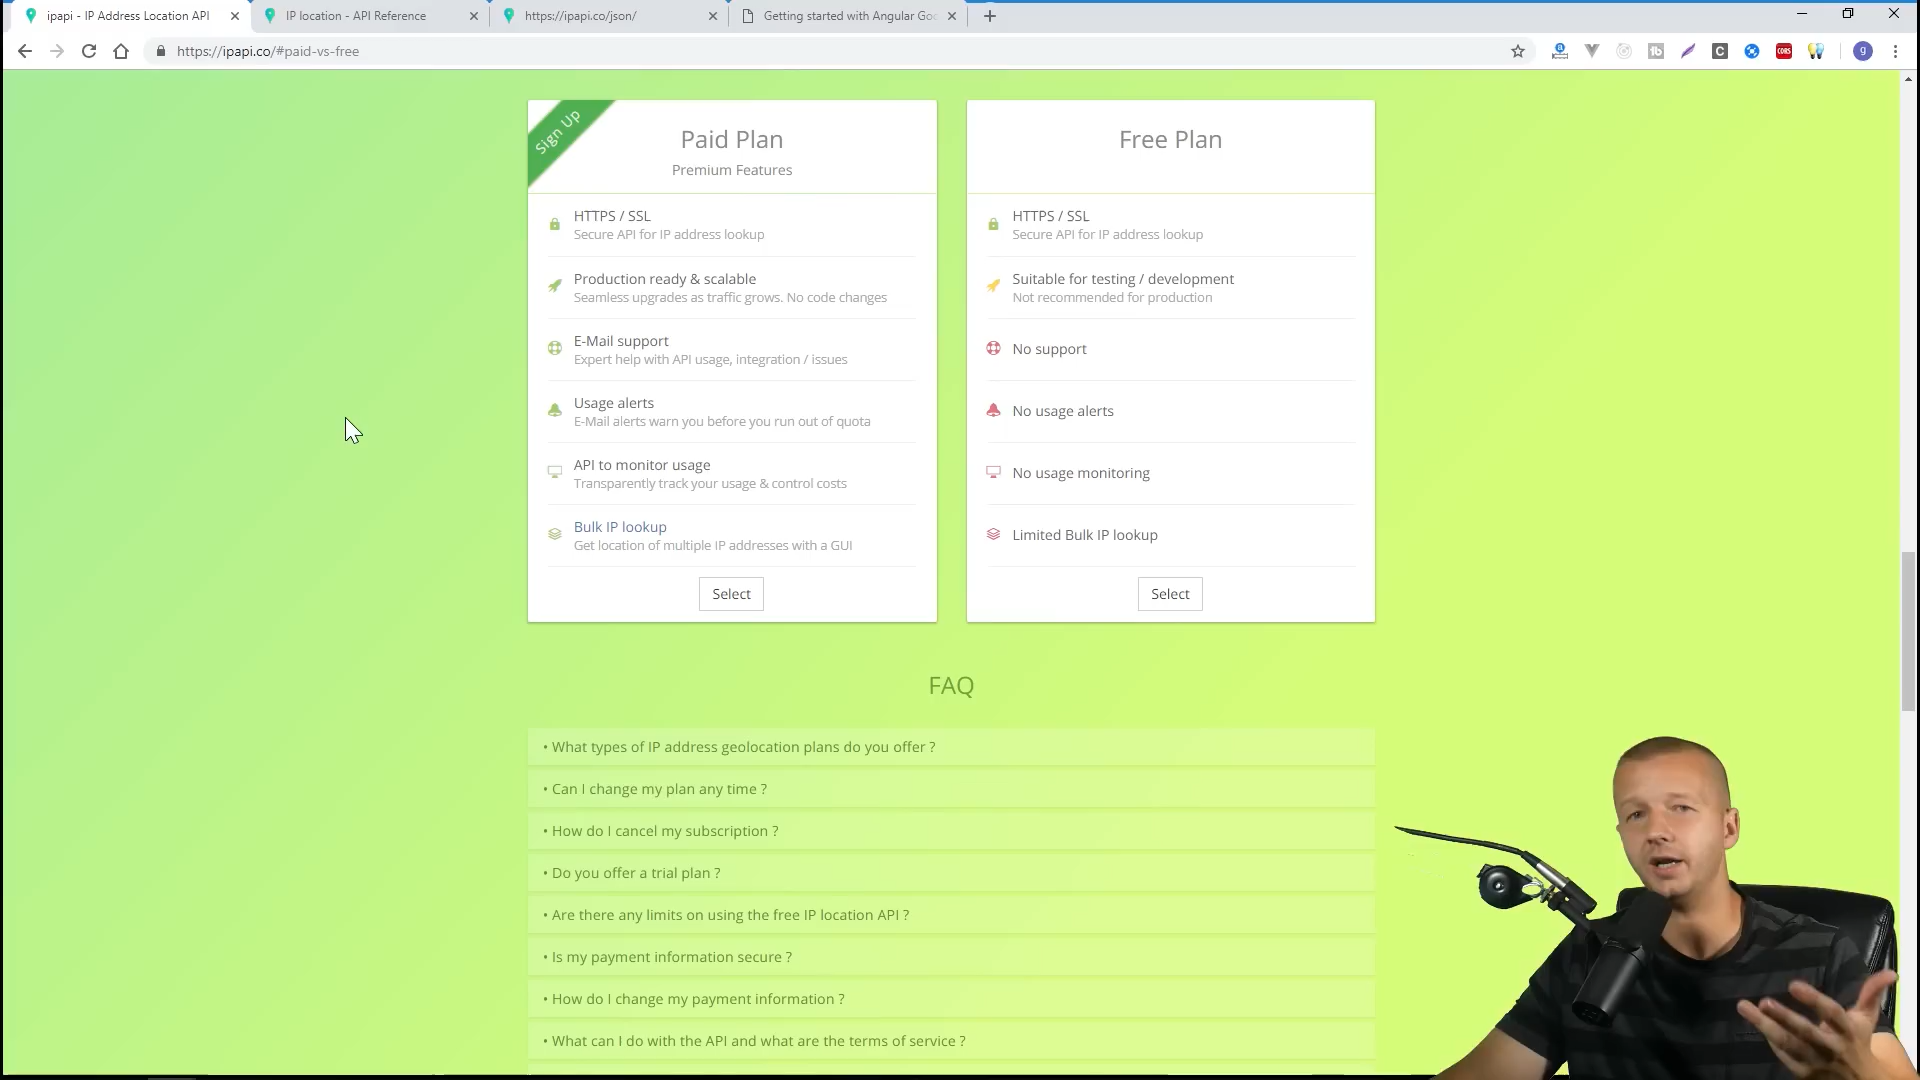 ipapi - IP Address Location API
IP location - API Reference
https://ipapi.co/json/
Getting started with Angular Goo
https://ipapi.co/#paid-vs-free
g
Sign Up
Paid Plan
Premium Features
HTTPS / SSL
Secure API for IP address lookup
Production ready & scalable
Seamless upgrades as traffic grows. No code changes
E-Mail support
Expert help with API usage, integration / issues
Usage alerts
E-Mail alerts warn you before you run out of quota
API to monitor usage
Transparently track your usage & control costs
Bulk IP lookup
Get location of multiple IP addresses with a GUI
Select
Free Plan
HTTPS / SSL
Secure API for IP address lookup
Suitable for testing / development
Not recommended for production
No support
No usage alerts
No usage monitoring
Limited Bulk IP lookup
Select
FAQ
• What types of IP address geolocation plans do you offer ?
• Can I change my plan any time ?
• How do I cancel my subscription ?
• Do you offer a trial plan ?
• Are there any limits on using the free IP location API ?
• Is my payment information secure ?
• How do I change my payment information ?
• What can I do with the API and what are the terms of service ?